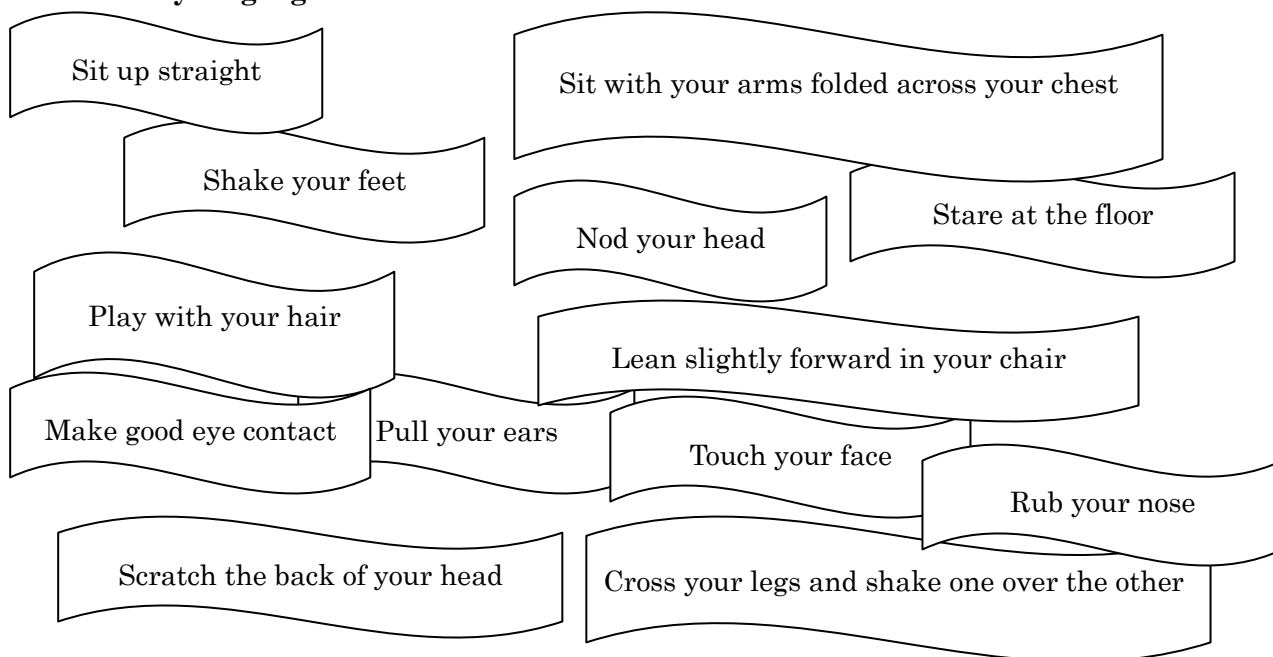 Sit up straight
Sit with your arms folded across your chest
Shake your feet
Stare at the floor
Nod your head
Play with your hair
Lean slightly forward in your chair
Make good eye contact
Pull your ears
Touch your face
Rub your nose
Scratch the back of your head
Cross your legs and shake one over the other